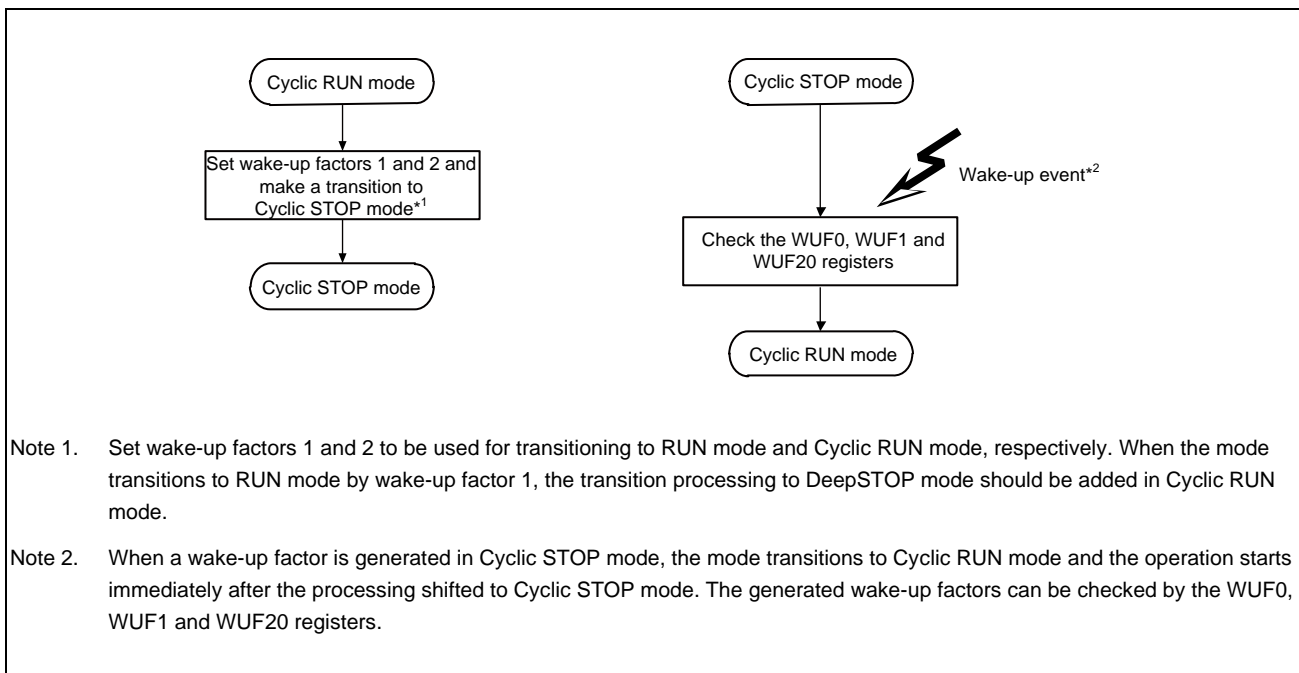 Cyclic RUN mode
Set wake-up factors 1 and 2 and
make a transition to
Cyclic STOP mode*1
Cyclic STOP mode
Cyclic STOP mode
Wake-up event*2
Check the WUF0, WUF1 and
WUF20 registers
Cyclic RUN mode
Note 1. Set wake-up factors 1 and 2 to be used for transitioning to RUN mode and Cyclic RUN mode, respectively. When the mode
transitions to RUN mode by wake-up factor 1, the transition processing to DeepSTOP mode should be added in Cyclic RUN
mode.
Note 2. When a wake-up factor is generated in Cyclic STOP mode, the mode transitions to Cyclic RUN mode and the operation starts
immediately after the processing shifted to Cyclic STOP mode. The generated wake-up factors can be checked by the WUF0,
WUF1 and WUF20 registers.